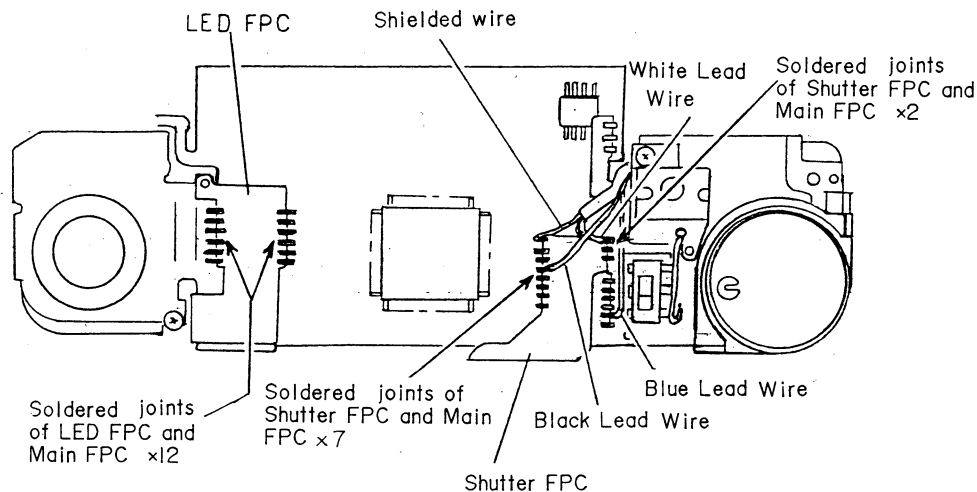 LED FPC
Shielded wire
White Lead
Wire
Soldered joints
of Shutter FPC and
Main FPC ×2
Soldered joints
of LED FPC and
Main FPC ×12
Soldered joints of
Shutter FPC and Main
FPC ×7
Black Lead Wire
Blue Lead Wire
Shutter FPC